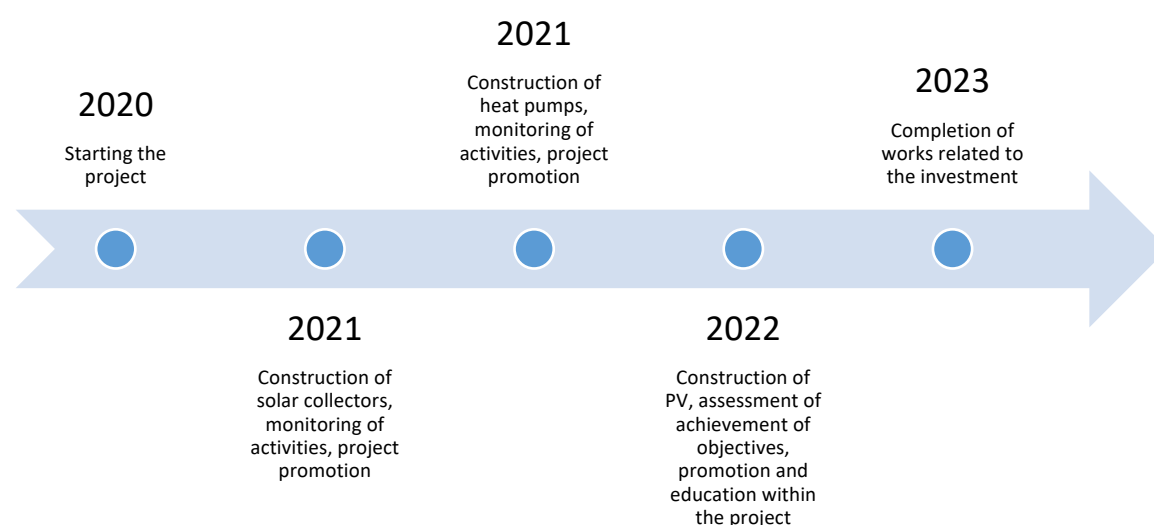 2020
Starting the
project
2021
Construction of
solar collectors,
monitoring of
activities, project
promotion
2021
Construction of
heat pumps,
monitoring of
activities, project
promotion
2022
Construction of
PV, assessment of
achievement of
objectives,
promotion and
education within
the project
2023
Completion of
works related to
the investment